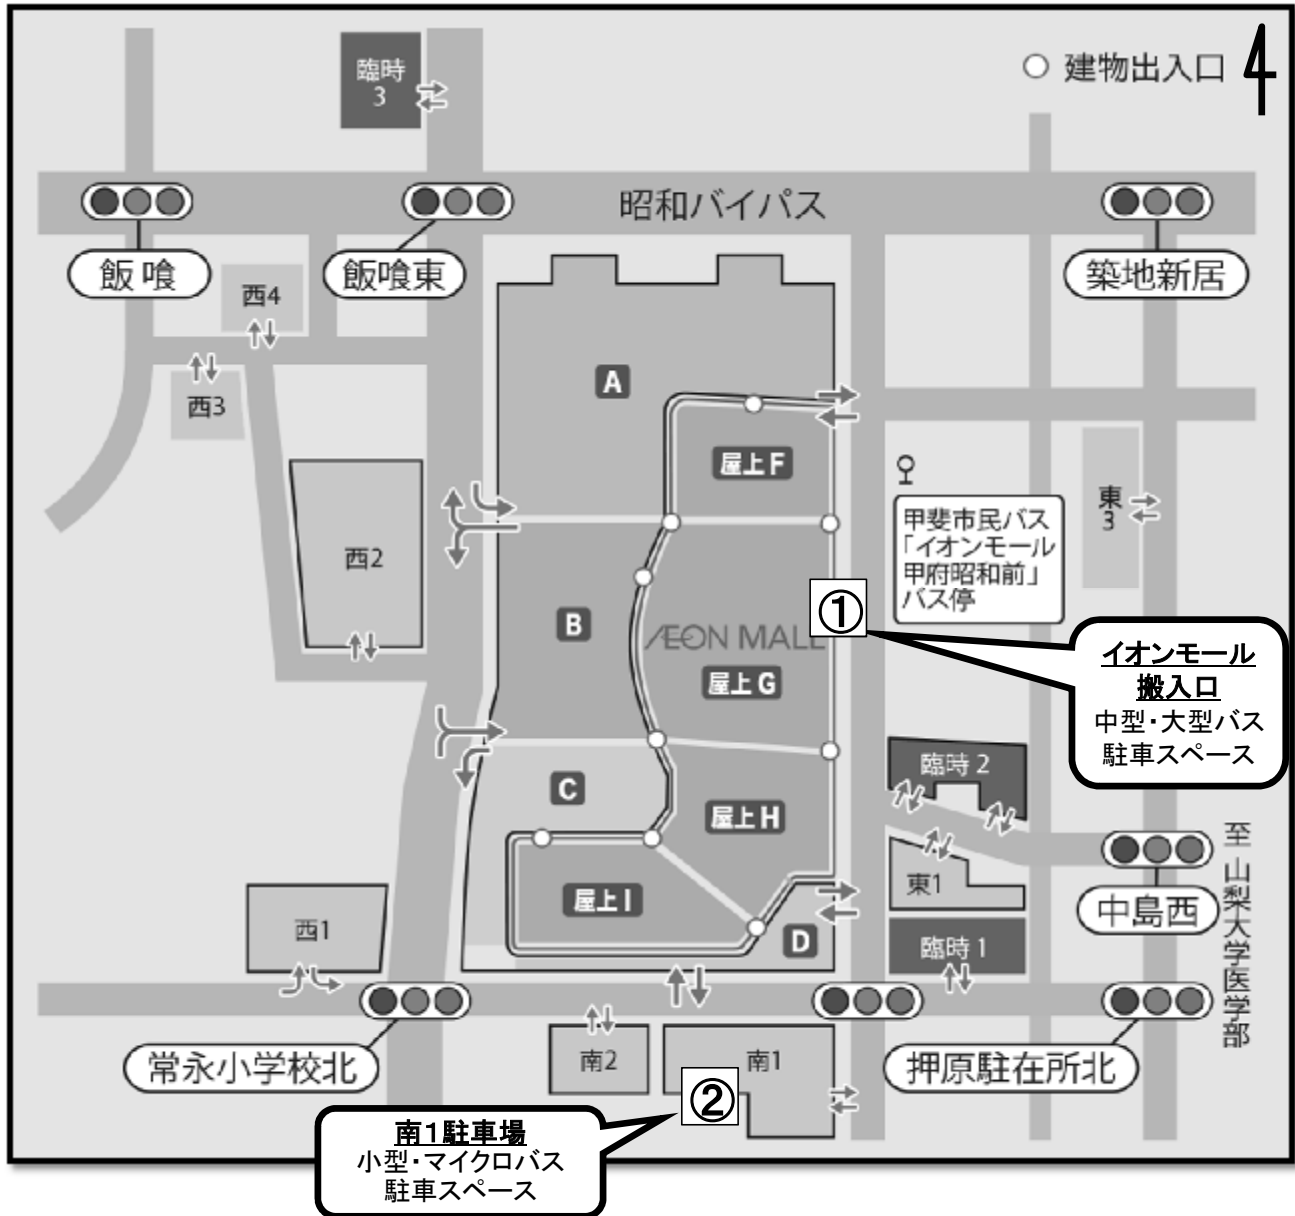 臨時
3
建物出入口
4
昭和バイパス
飯喰
飯喰東
築地新居
西4
西3
A
屋上F
東
3
甲斐市民バス
「イオンモール
甲府昭和前」
バス停
西2
B
ÆON MALL
①
屋上G
イオンモール
搬入口
中型・大型バス
駐車スペース
臨時2
C
屋上H
東1
中島西
至 山梨大学医学部
西1
屋上I
D
臨時1
常永小学校北
南2
南1
押原駐在所北
②
南1駐車場
小型・マイクロバス
駐車スペース